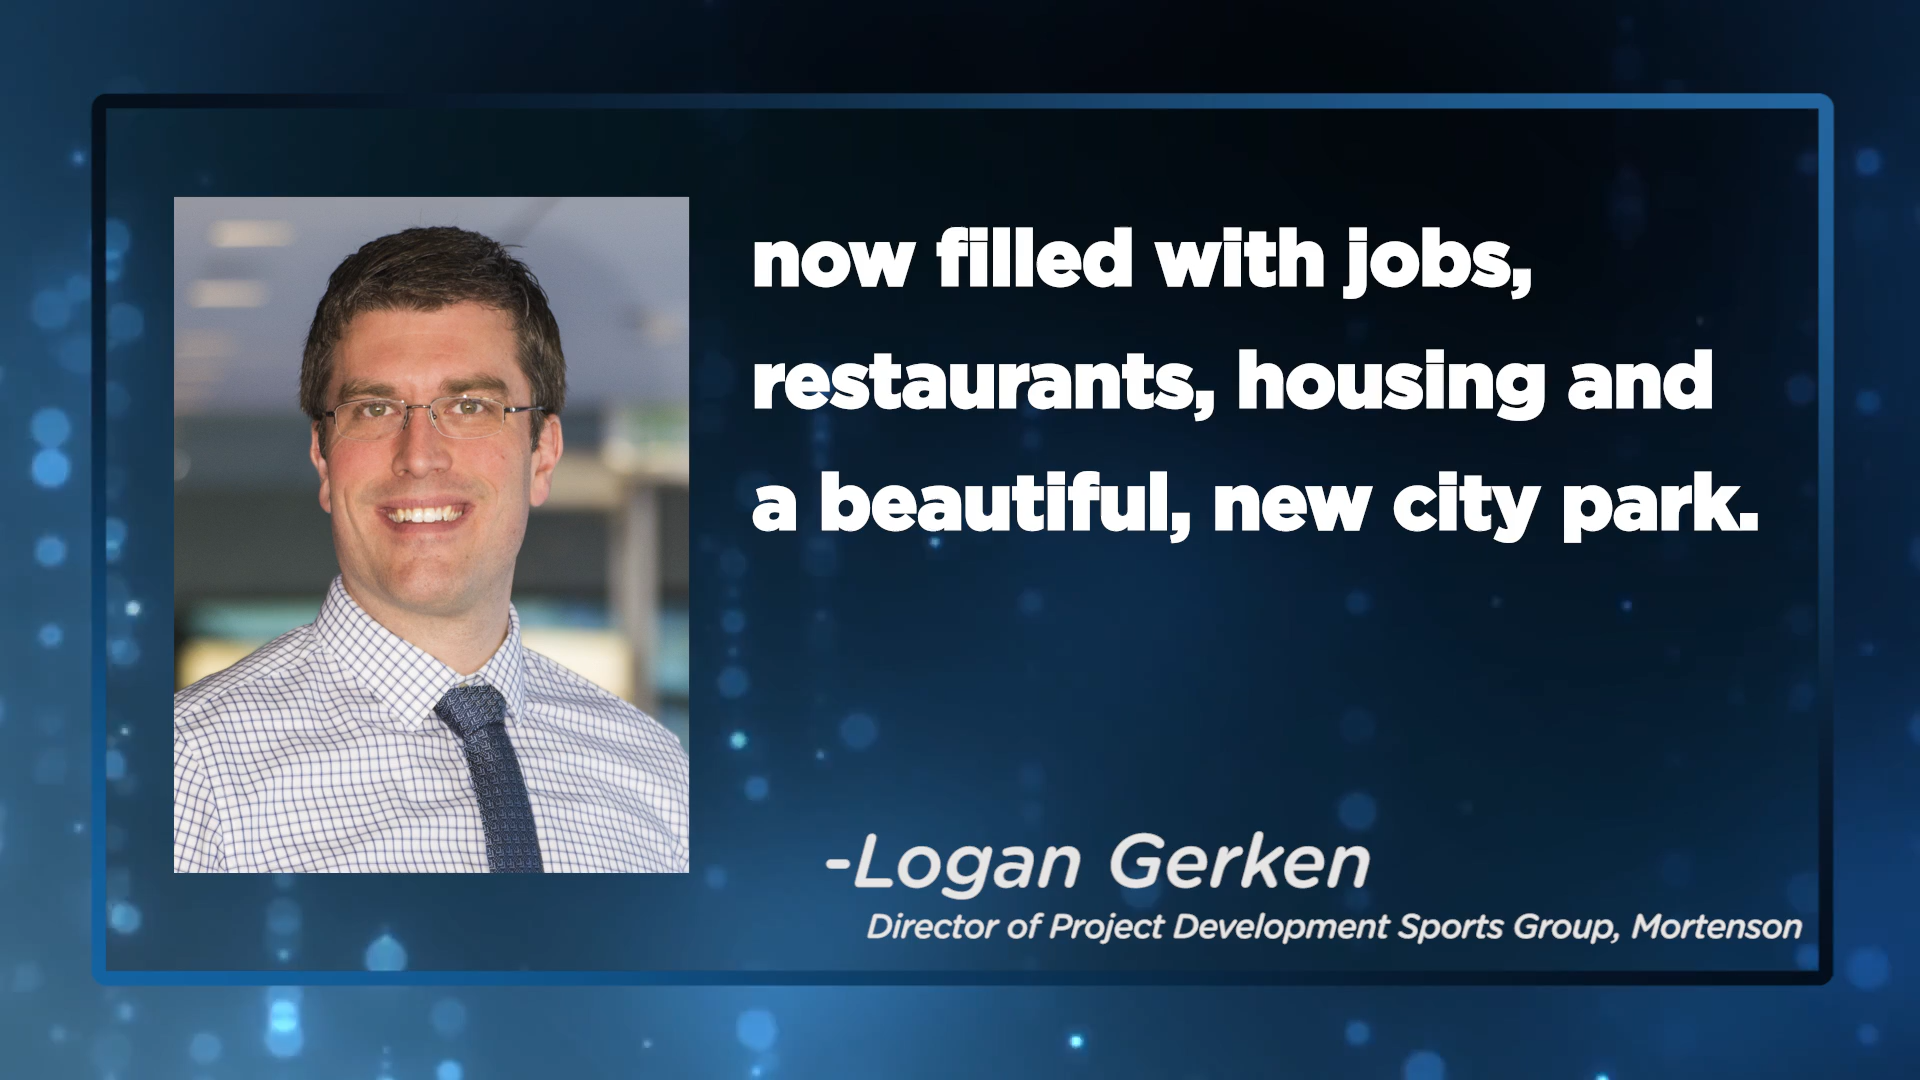 now filled with jobs,
restaurants, housing and
a beautiful, new city park.
-Logan Gerken
Director of Project Development Sports Group, Mortenson